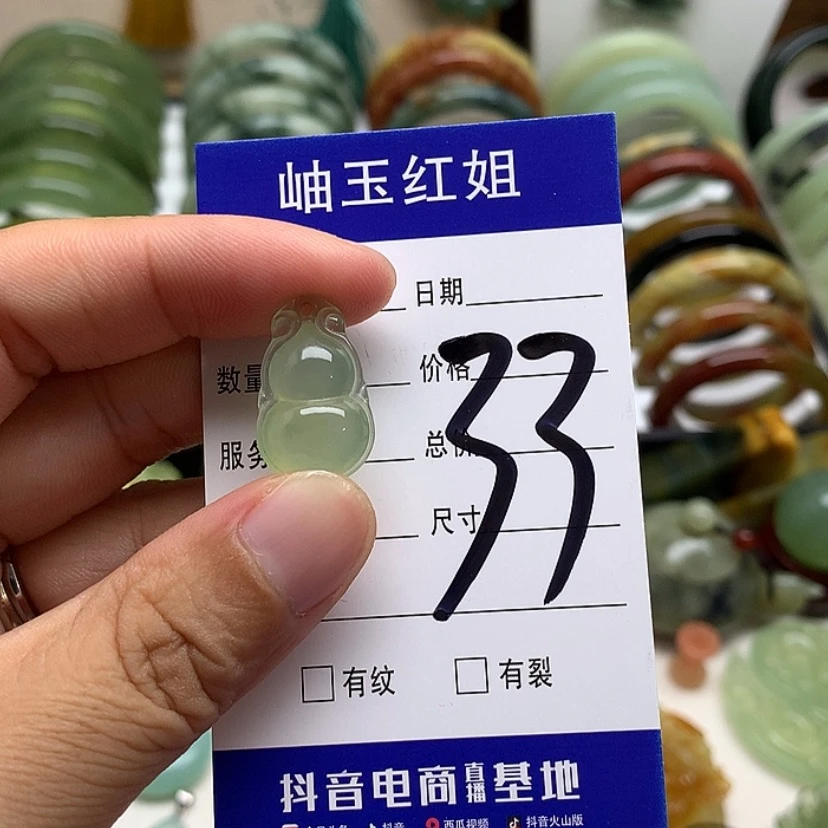 岫玉红姐
日期
数量 价格
33
服务 总价
尺寸
有纹 有裂
抖音电商直播基地
抖音 西瓜视频 抖音火山版